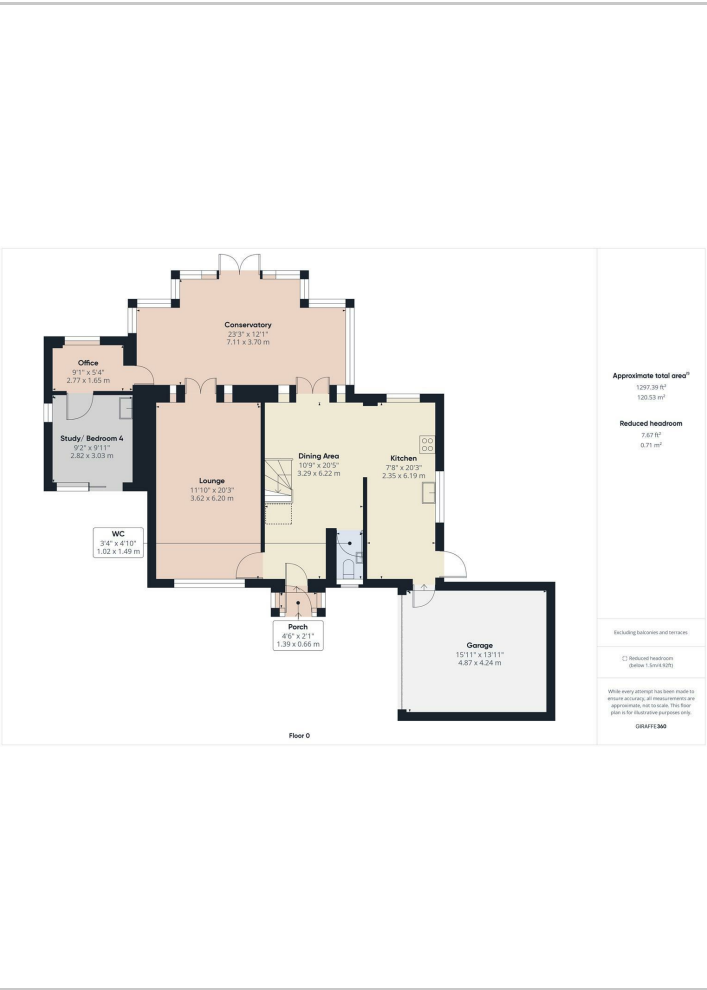 Conservatory
23'3" x 12'1"
7.11 x 3.70 m
Office
9'1" x 5'4"
2.77 x 1.65 m
Study/ Bedroom 4
9'2" x 9'11"
2.82 x 3.03 m
Lounge
11'10" x 20'3"
3.62 x 6.20 m
Dining Area
10'9" x 20'5"
3.29 x 6.22 m
Kitchen
7'8" x 20'3"
2.35 x 6.19 m
WC
3'4" x 4'10"
1.02 x 1.49 m
Porch
4'6" x 2'1"
1.39 x 0.66 m
Garage
15'11" x 13'11"
4.87 x 4.24 m
Floor 0
Approximate total area
1297.39 ft²
120.53 m²
Reduced headroom
7.67 ft²
0.71 m²
Excluding balconies and terraces
Reduced headroom
(below 1.5m/4.92ft)
While every attempt has been made to
ensure accuracy, all measurements are
approximate, not to scale. This floor
plan is for illustrative purposes only.
GIRAFFE360